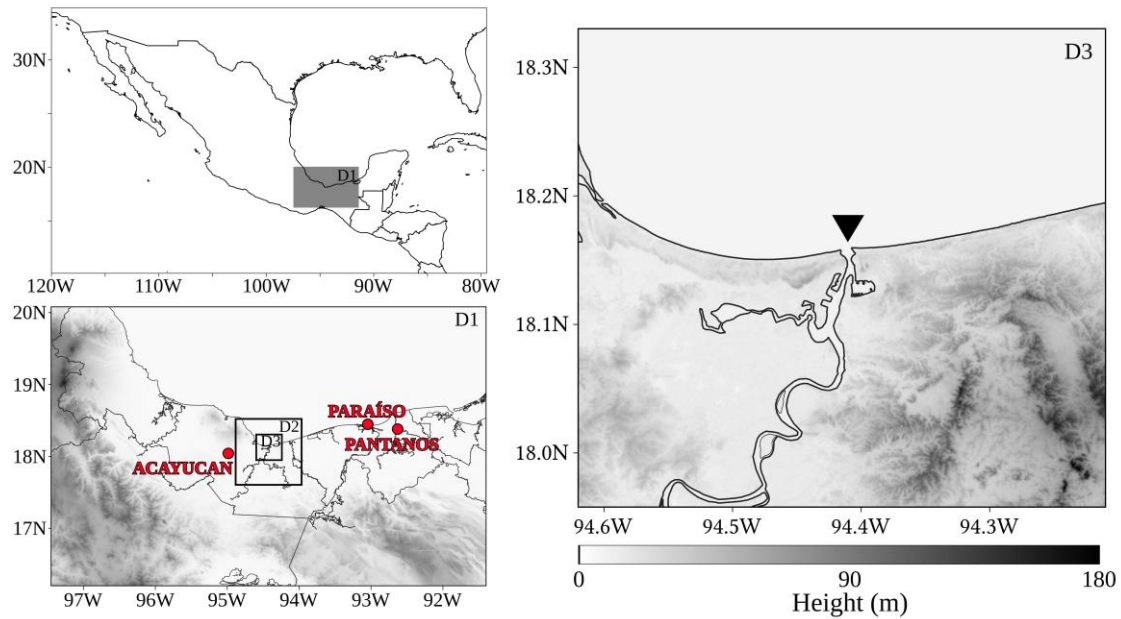 30N
20N
D1
120W
110W
100W
90W
80W
20N
19N
18N
17N
D1
PARAÍSO
D2
D3
PANTANOS
ACAYUCAN
97W
96W
95W
94W
93W
92W
D3
18.3N
18.2N
18.1N
18.0N
94.6W
94.5W
94.4W
94.3W
0
90
180
Height (m)